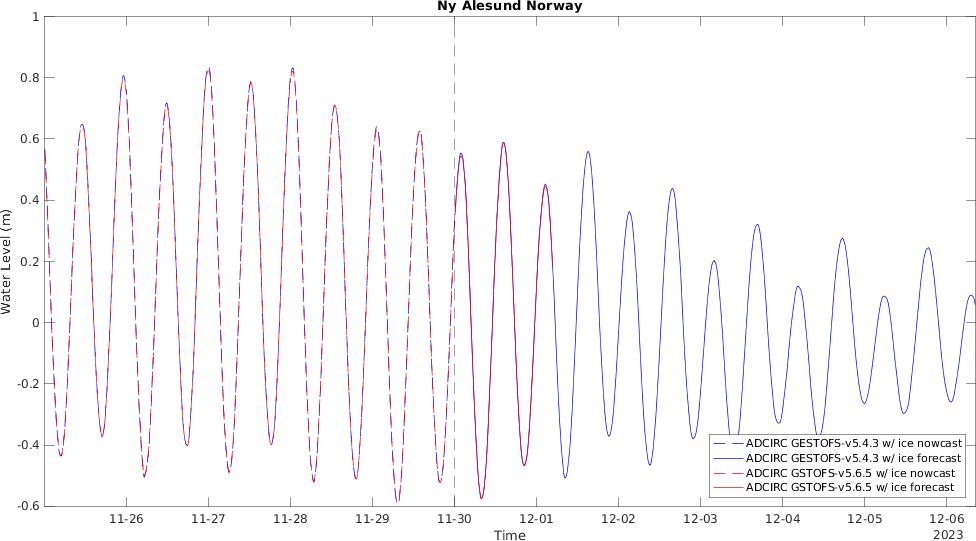 Ny Alesund Norway
1
0.8
0.6
0.4
0.2
0
-0.2
-0.4
-0.6
Water Level (m)
ADCIRC GESTOFS-v5.4.3 w/ ice nowcast
ADCIRC GESTOFS-v5.4.3 w/ ice forecast
ADCIRC GSTOFS-v5.6.5 w/ ice nowcast
ADCIRC GSTOFS-v5.6.5 w/ ice forecast
11-26 11-27 11-28 11-29 11-30 12-01 12-02 12-03 12-04 12-05 12-06
Time
2023